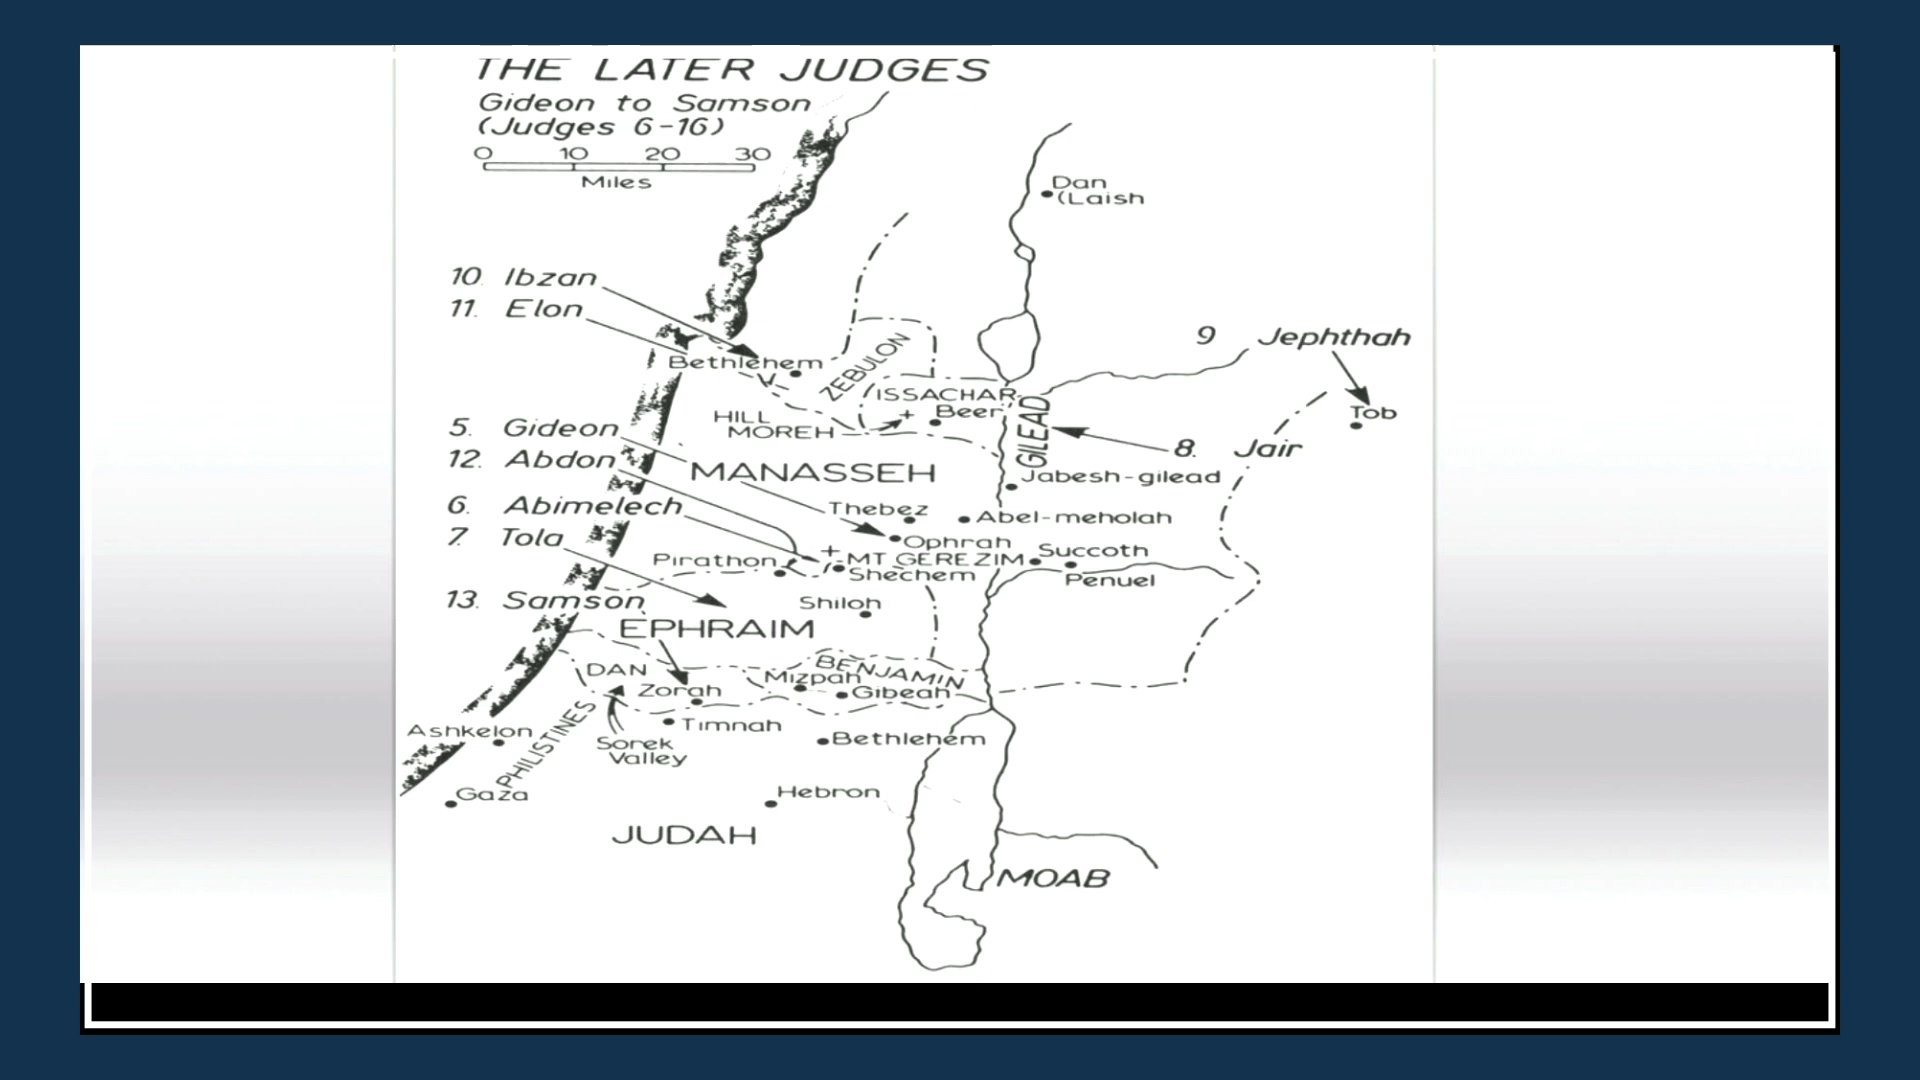 THE LATER JUDGES
Gideon to Samson
(Judges 6-16)
0 10 20 30
Miles
Dan
(Laish
10. Ibzan
11. Elon
9 Jephthah
Bethlehem
ZEBULON
ISSACHAR
Beer
Tob
HILL
MOREH
GILEAD
5. Gideon
8. Jair
12. Abdon
MANASSEH
Jabesh-gilead
6. Abimelech
Thebez
Abel-meholah
7. Tola
Ophrah
Pirathon
MT GEREZIM
Succoth
Shechem
Penuel
13. Samson
Shiloh
EPHRAIM
DAN
BENJAMIN
Mizpah
Zorah
Gibeah
Ashkelon
PHILISTINES
Timnah
Sorek
Valley
Bethlehem
Gaza
Hebron
JUDAH
MOAB